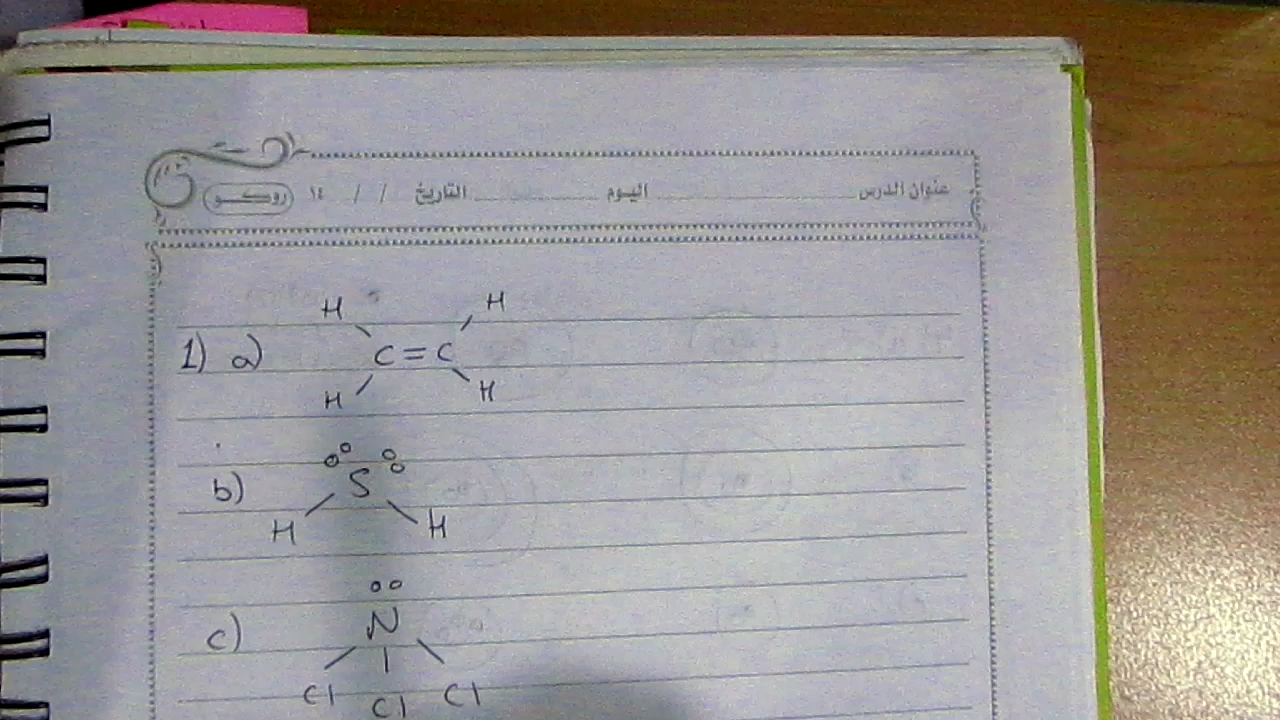 عنوان الدرس اليوم التاريخ / / ١٤ روكو
H H
1) a) C = C
H H
b) S
H H
c) N
Cl Cl Cl